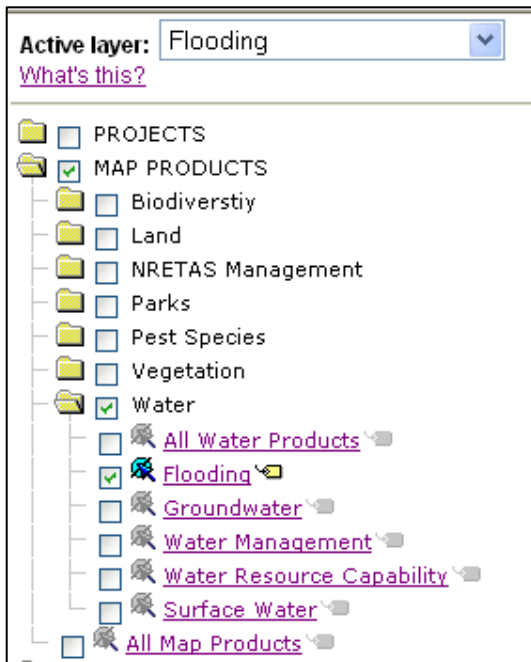 Active layer: Flooding
What's this?
PROJECTS
MAP PRODUCTS
Biodiverstiy
Land
NRETAS Management
Parks
Pest Species
Vegetation
Water
All Water Products
Flooding
Groundwater
Water Management
Water Resource Capability
Surface Water
All Map Products